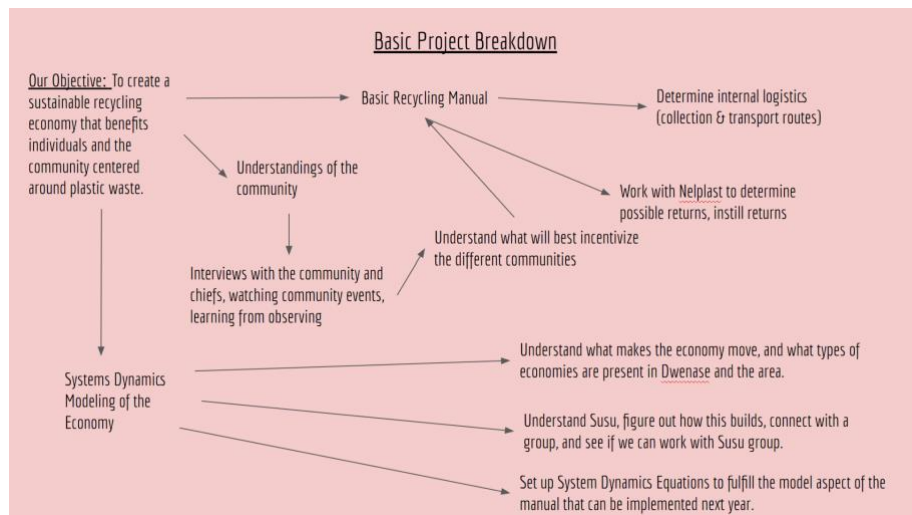 Basic Project Breakdown
Our Objective: To create a
sustainable recycling
economy that benefits
individuals and the
community centered
around plastic waste.
Basic Recycling Manual
Determine internal logistics
(collection & transport routes)
Understandings of the
community
Work with Nelplast to determine
possible returns, instill returns
Understand what will best incentivize
the different communities
Interviews with the community and
chiefs, watching community events,
learning from observing
Systems Dynamics
Modeling of the
Economy
Understand what makes the economy move, and what types of
economies are present in Dwenase and the area.
Understand Susu, figure out how this builds, connect with a
group, and see if we can work with Susu group.
Set up System Dynamics Equations to fulfill the model aspect of the
manual that can be implemented next year.